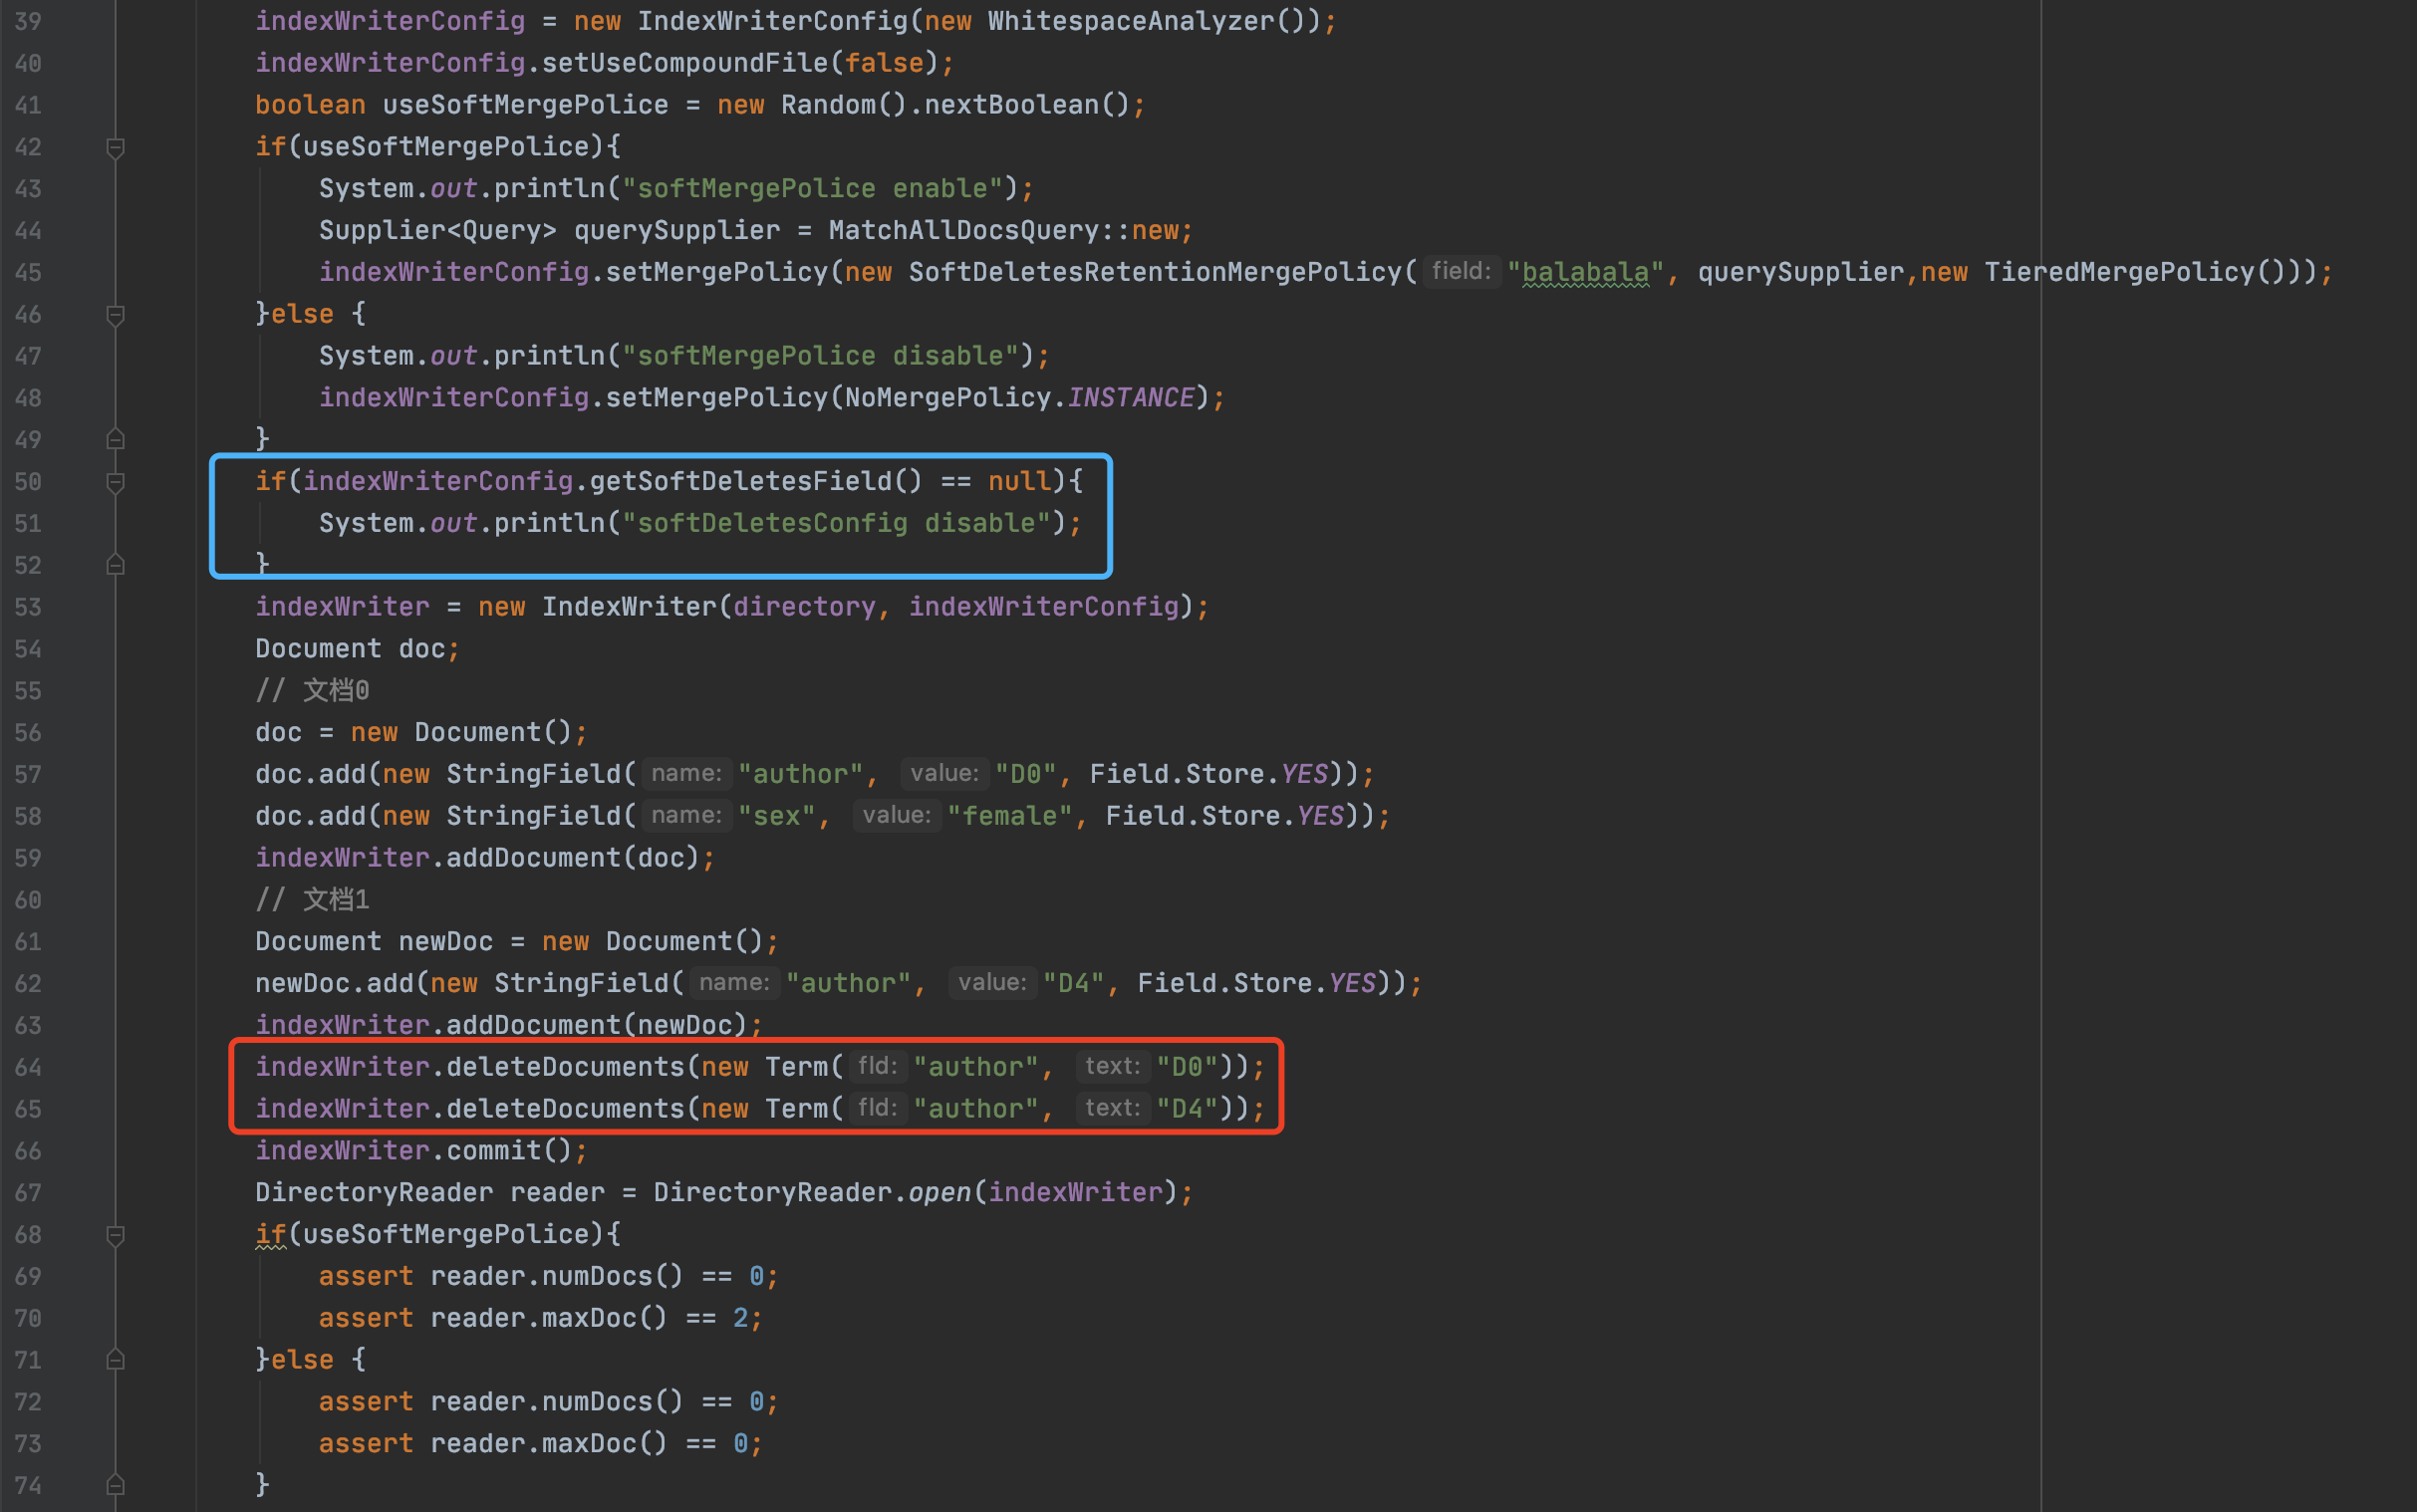 39 indexWriterConfig = new IndexWriterConfig(new WhitespaceAnalyzer());
40 indexWriterConfig.setUseCompoundFile(false);
41 boolean useSoftMergePolice = new Random().nextBoolean();
42 if(useSoftMergePolice){
43 System.out.println("softMergePolice enable");
44 Supplier<Query> querySupplier = MatchAllDocsQuery::new;
45 indexWriterConfig.setMergePolicy(new SoftDeletesRetentionMergePolicy( field: "balabala", querySupplier,new TieredMergePolicy()));
46 }else {
47 System.out.println("softMergePolice disable");
48 indexWriterConfig.setMergePolicy(NoMergePolicy.INSTANCE);
49 }
50 if(indexWriterConfig.getSoftDeletesField() == null){
51 System.out.println("softDeletesConfig disable");
52 }
53 indexWriter = new IndexWriter(directory, indexWriterConfig);
54 Document doc;
55 // 文档0
56 doc = new Document();
57 doc.add(new StringField( name: "author", value: "D0", Field.Store.YES));
58 doc.add(new StringField( name: "sex", value: "female", Field.Store.YES));
59 indexWriter.addDocument(doc);
60 // 文档1
61 Document newDoc = new Document();
62 newDoc.add(new StringField( name: "author", value: "D4", Field.Store.YES));
63 indexWriter.addDocument(newDoc);
64 indexWriter.deleteDocuments(new Term( fld: "author", text: "D0"));
65 indexWriter.deleteDocuments(new Term( fld: "author", text: "D4"));
66 indexWriter.commit();
67 DirectoryReader reader = DirectoryReader.open(indexWriter);
68 if(useSoftMergePolice){
69 assert reader.numDocs() == 0;
70 assert reader.maxDoc() == 2;
71 }else {
72 assert reader.numDocs() == 0;
73 assert reader.maxDoc() == 0;
74 }